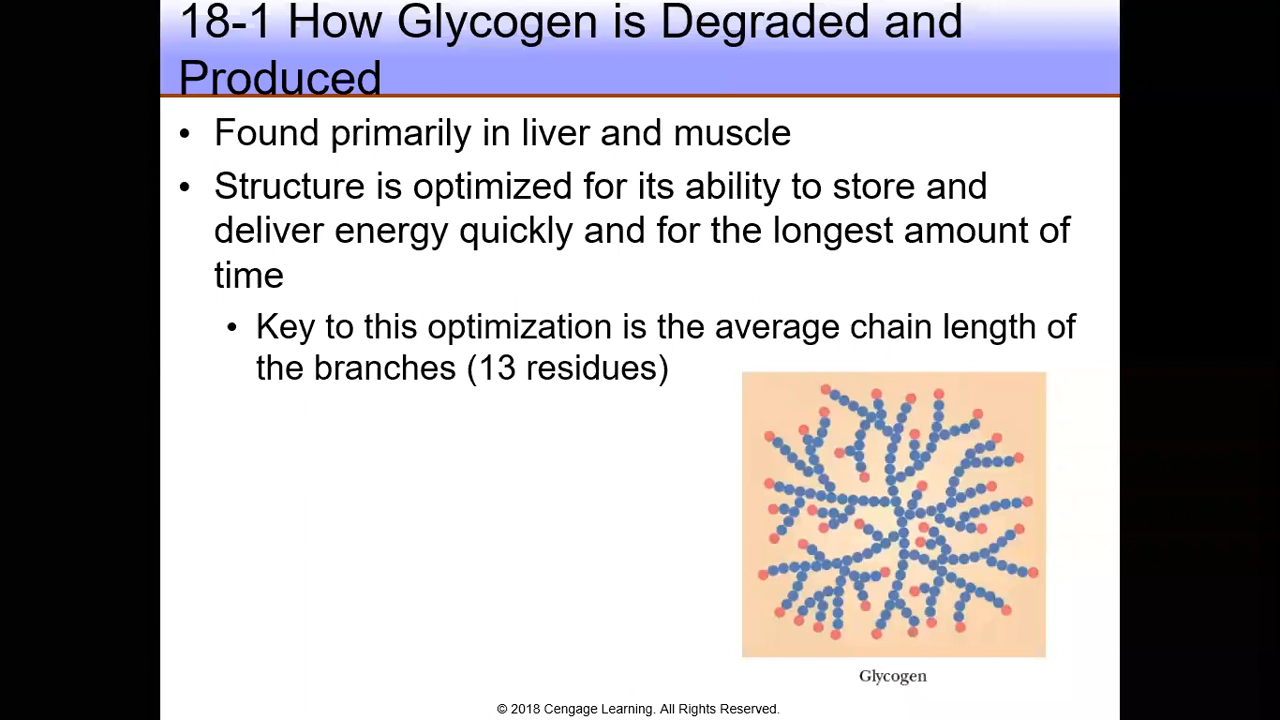 18-1 How Glycogen is Degraded and
Produced
• Found primarily in liver and muscle
• Structure is optimized for its ability to store and
deliver energy quickly and for the longest amount of
time
• Key to this optimization is the average chain length of
the branches (13 residues)
Glycogen
© 2018 Cengage Learning. All Rights Reserved.